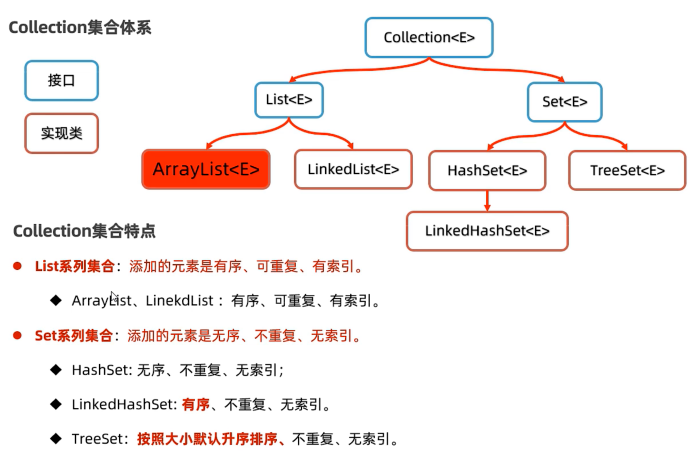 Collection集合体系
接口
实现类
Collection<E>
List<E>
Set<E>
ArrayList<E>
LinkedList<E>
HashSet<E>
TreeSet<E>
LinkedHashSet<E>
Collection集合特点
● List系列集合：添加的元素是有序、可重复、有索引。
◆ ArrayList、LinekdList ：有序、可重复、有索引。
● Set系列集合：添加的元素是无序、不重复、无索引。
◆ HashSet: 无序、不重复、无索引；
◆ LinkedHashSet: 有序、不重复、无索引。
◆ TreeSet：按照大小默认升序排序、不重复、无索引。